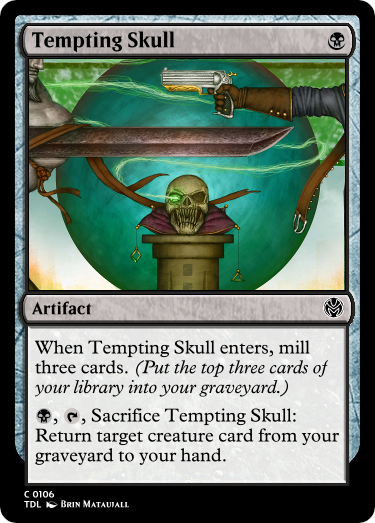 Tempting Skull
Artifact
When Tempting Skull enters, mill
three cards. (Put the top three cards of
your library into your graveyard.)
, , Sacrifice Tempting Skull:
Return target creature card from your
graveyard to your hand.
C 0106
TDL Brin Mataujall